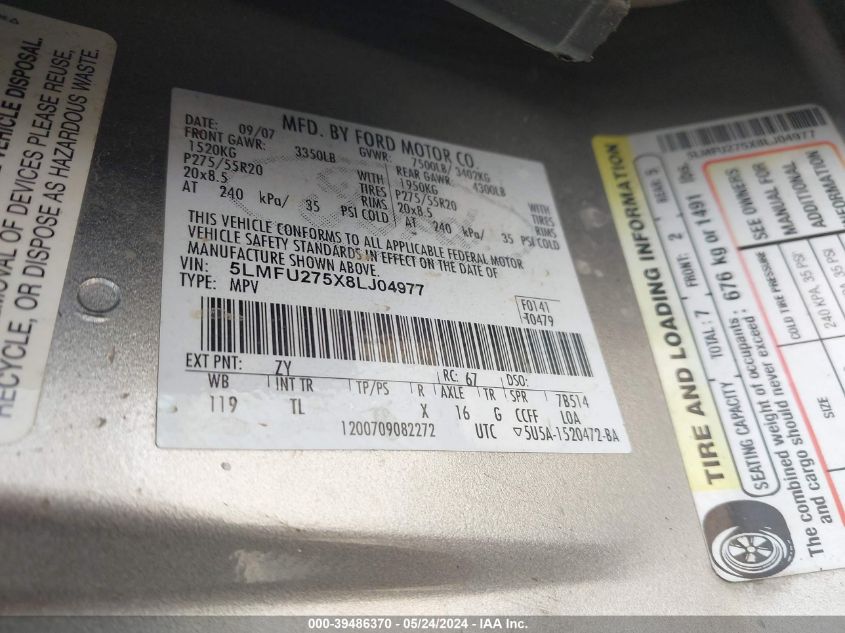 VEHICLE DISPOSAL.
OVAL OF DEVICES PLEASE REUSE,
RECYCLE, OR DISPOSE AS HAZARDOUS WASTE.
DATE: 09/07 MFD. BY FORD MOTOR CO.
FRONT GAWR: 3350LB GVWR: 7500LB/ 3402KG
1520KG WITH REAR GAWR: 4300LB
P275/55R20 TIRES 1950KG WITH
20x8.5 RIMS P275/55R20 TIRES
AT 240 kPa/ 35 PSI COLD 20x8.5 RIMS
AT 240 kPa/ 35 PSI COLD
THIS VEHICLE CONFORMS TO ALL APPLICABLE FEDERAL MOTOR
VEHICLE SAFETY STANDARDS IN EFFECT ON THE DATE OF
MANUFACTURE SHOWN ABOVE.
VIN: 5LMFU275X8LJ04977
TYPE: MPV
F0141
T0479
EXT PNT: ZY RC: 67 DSO:
WB INT TR TP/PS R AXLE TR SPR 7B514
119 TL X 16 G CCFF LOA
1200709082272 UTC ▽5U5A-1520472-BA
5LMFU275X8LJ04977
TIRE AND LOADING INFORMATION
SEATING CAPACITY TOTAL: 7 FRONT: 2 REAR: 5
The combined weight of occupants and cargo should never exceed : 676 Kg or 1491 Lbs.
SIZE
COLD TIRE PRESSURE
240 KPA, 35 PSI
KPA, 35 PSI
SEE OWNERS
MANUAL FOR
ADDITIONAL
INFORMATION
000-39486370 - 05/24/2024 - IAA Inc.